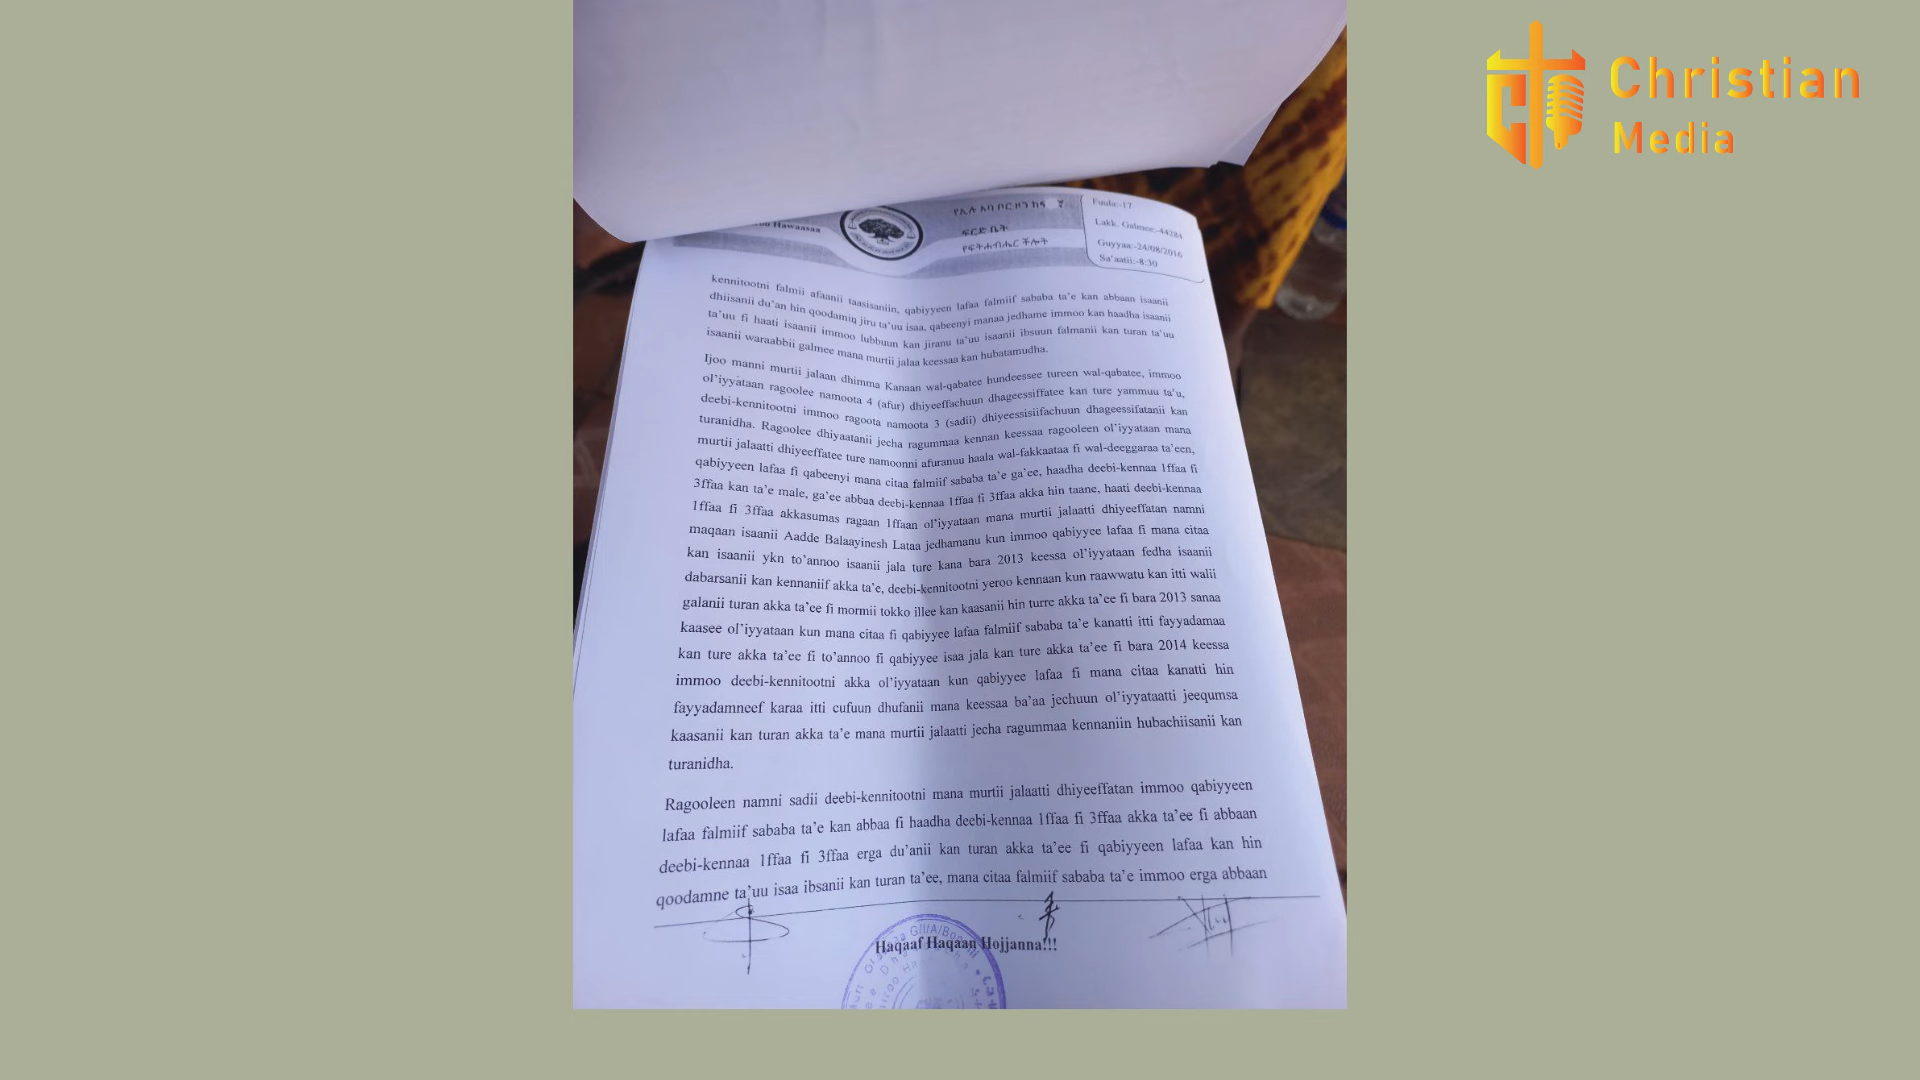 Christian
Media
oo Hawaasaa
ፍርድ ቤት
የፍትሐብሔር ችሎት
Fuula:-17
Lakk. Galmee:-44284
Guyyaa:-24/08/2016
Sa'aatii:-8:30
kennitootni falmii afaanii taasisaniin, qabiyyeen lafaa falmiif sababa ta'e kan abbaan isaanii
dhiisanii du'an hin qoodamin jiru ta'uu isaa, qabeenyi manaa jedhame immoo kan haadha isaanii
ta'uu fi haati isaanii immoo lubbuun kan jiranu ta'uu isaanii ibsuun falmanii kan turan ta'uu
isaanii waraabbii galmee mana murtii jalaa keessaa kan hubatamudha.
Ijoo manni murtii jalaan dhimma Kanaan wal-qabatee hundeessee tureen wal-qabatee, immoo
ol'iyyataan ragoolee namoota 4 (afur) dhiyeeffachuun dhageessiffatee kan ture yammuu ta'u,
deebi-kennitootni immoo ragoota namoota 3 (sadii) dhiyeessisiifachuun dhageessifatanii kan
turanidha. Ragoolee dhiyaatanii jecha ragummaa kennan keessaa ragooleen ol'iyyataan mana
murtii jalaatti dhiyeeffatee ture namoonni afuranuu haala wal-fakkaataa fi wal-deeggaraa ta'een,
qabiyyeen lafaa fi qabeenyi mana citaa falmiif sababa ta'e ga'ee, haadha deebi-kennaa 1ffaa fi
3ffaa kan ta'e male, ga'ee abbaa deebi-kennaa 1ffaa fi 3ffaa akka hin taane, haati deebi-kennaa
1ffaa fi 3ffaa akkasumas ragaan 1ffaan ol'iyyataan mana murtii jalaatti dhiyeeffatan namni
maqaan isaanii Aadde Balaayinesh Lataa jedhamanu kun immoo qabiyyee lafaa fi mana citaa
kan isaanii ykn to'annoo isaanii jala ture kana bara 2013 keessa ol'iyyataan fedha isaanii
dabarsanii kan kennaniif akka ta'e, deebi-kennitootni yeroo kennaan kun raawwatu kan itti walii
galanii turan akka ta'ee fi mormii tokko illee kan kaasanii hin turre akka ta'ee fi bara 2013 sanaa
kaasee ol'iyyataan kun mana citaa fi qabiyyee lafaa falmiif sababa ta'e kanatti itti fayyadamaa
kan ture akka ta'ee fi to'annoo fi qabiyyee isaa jala kan ture akka ta'ee fi bara 2014 keessa
immoo deebi-kennitootni akka ol'iyyataan kun qabiyyee lafaa fi mana citaa kanatti hin
fayyadamneef karaa itti cufuun dhufanii mana keessaa ba'aa jechuun ol'iyyataatti jeequmsa
kaasanii kan turan akka ta'e mana murtii jalaatti jecha ragummaa kennaniin hubachiisanii kan
turanidha.
Ragooleen namni sadii deebi-kennitootni mana murtii jalaatti dhiyeeffatan immoo qabiyyeen
lafaa falmiif sababa ta'e kan abbaa fi haadha deebi-kennaa 1ffaa fi 3ffaa akka ta'ee fi abbaan
deebi-kennaa 1ffaa fi 3ffaa erga du'anii kan turan akka ta'ee fi qabiyyeen lafaa kan hin
qoodamne ta'uu isaa ibsanii kan turan ta'ee, mana citaa falmiif sababa ta'e immoo erga abbaan
Haqaaf Haqaan Hojjanna!!!